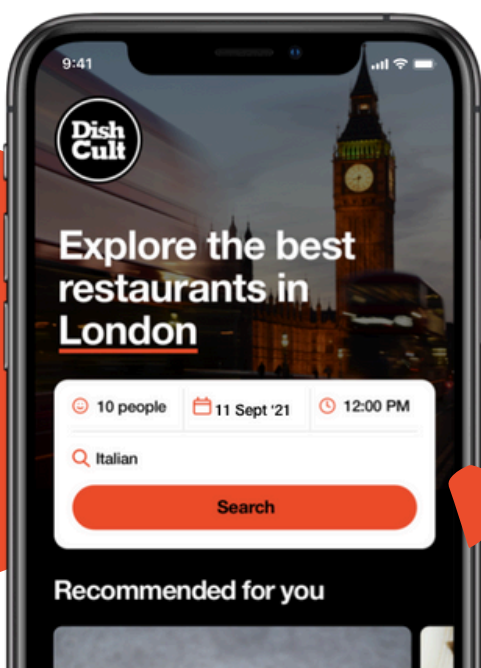 9:41
Dish
Cult
Explore the best
restaurants in
London
10 people 11 Sept '21 12:00 PM
Italian
Search
Recommended for you